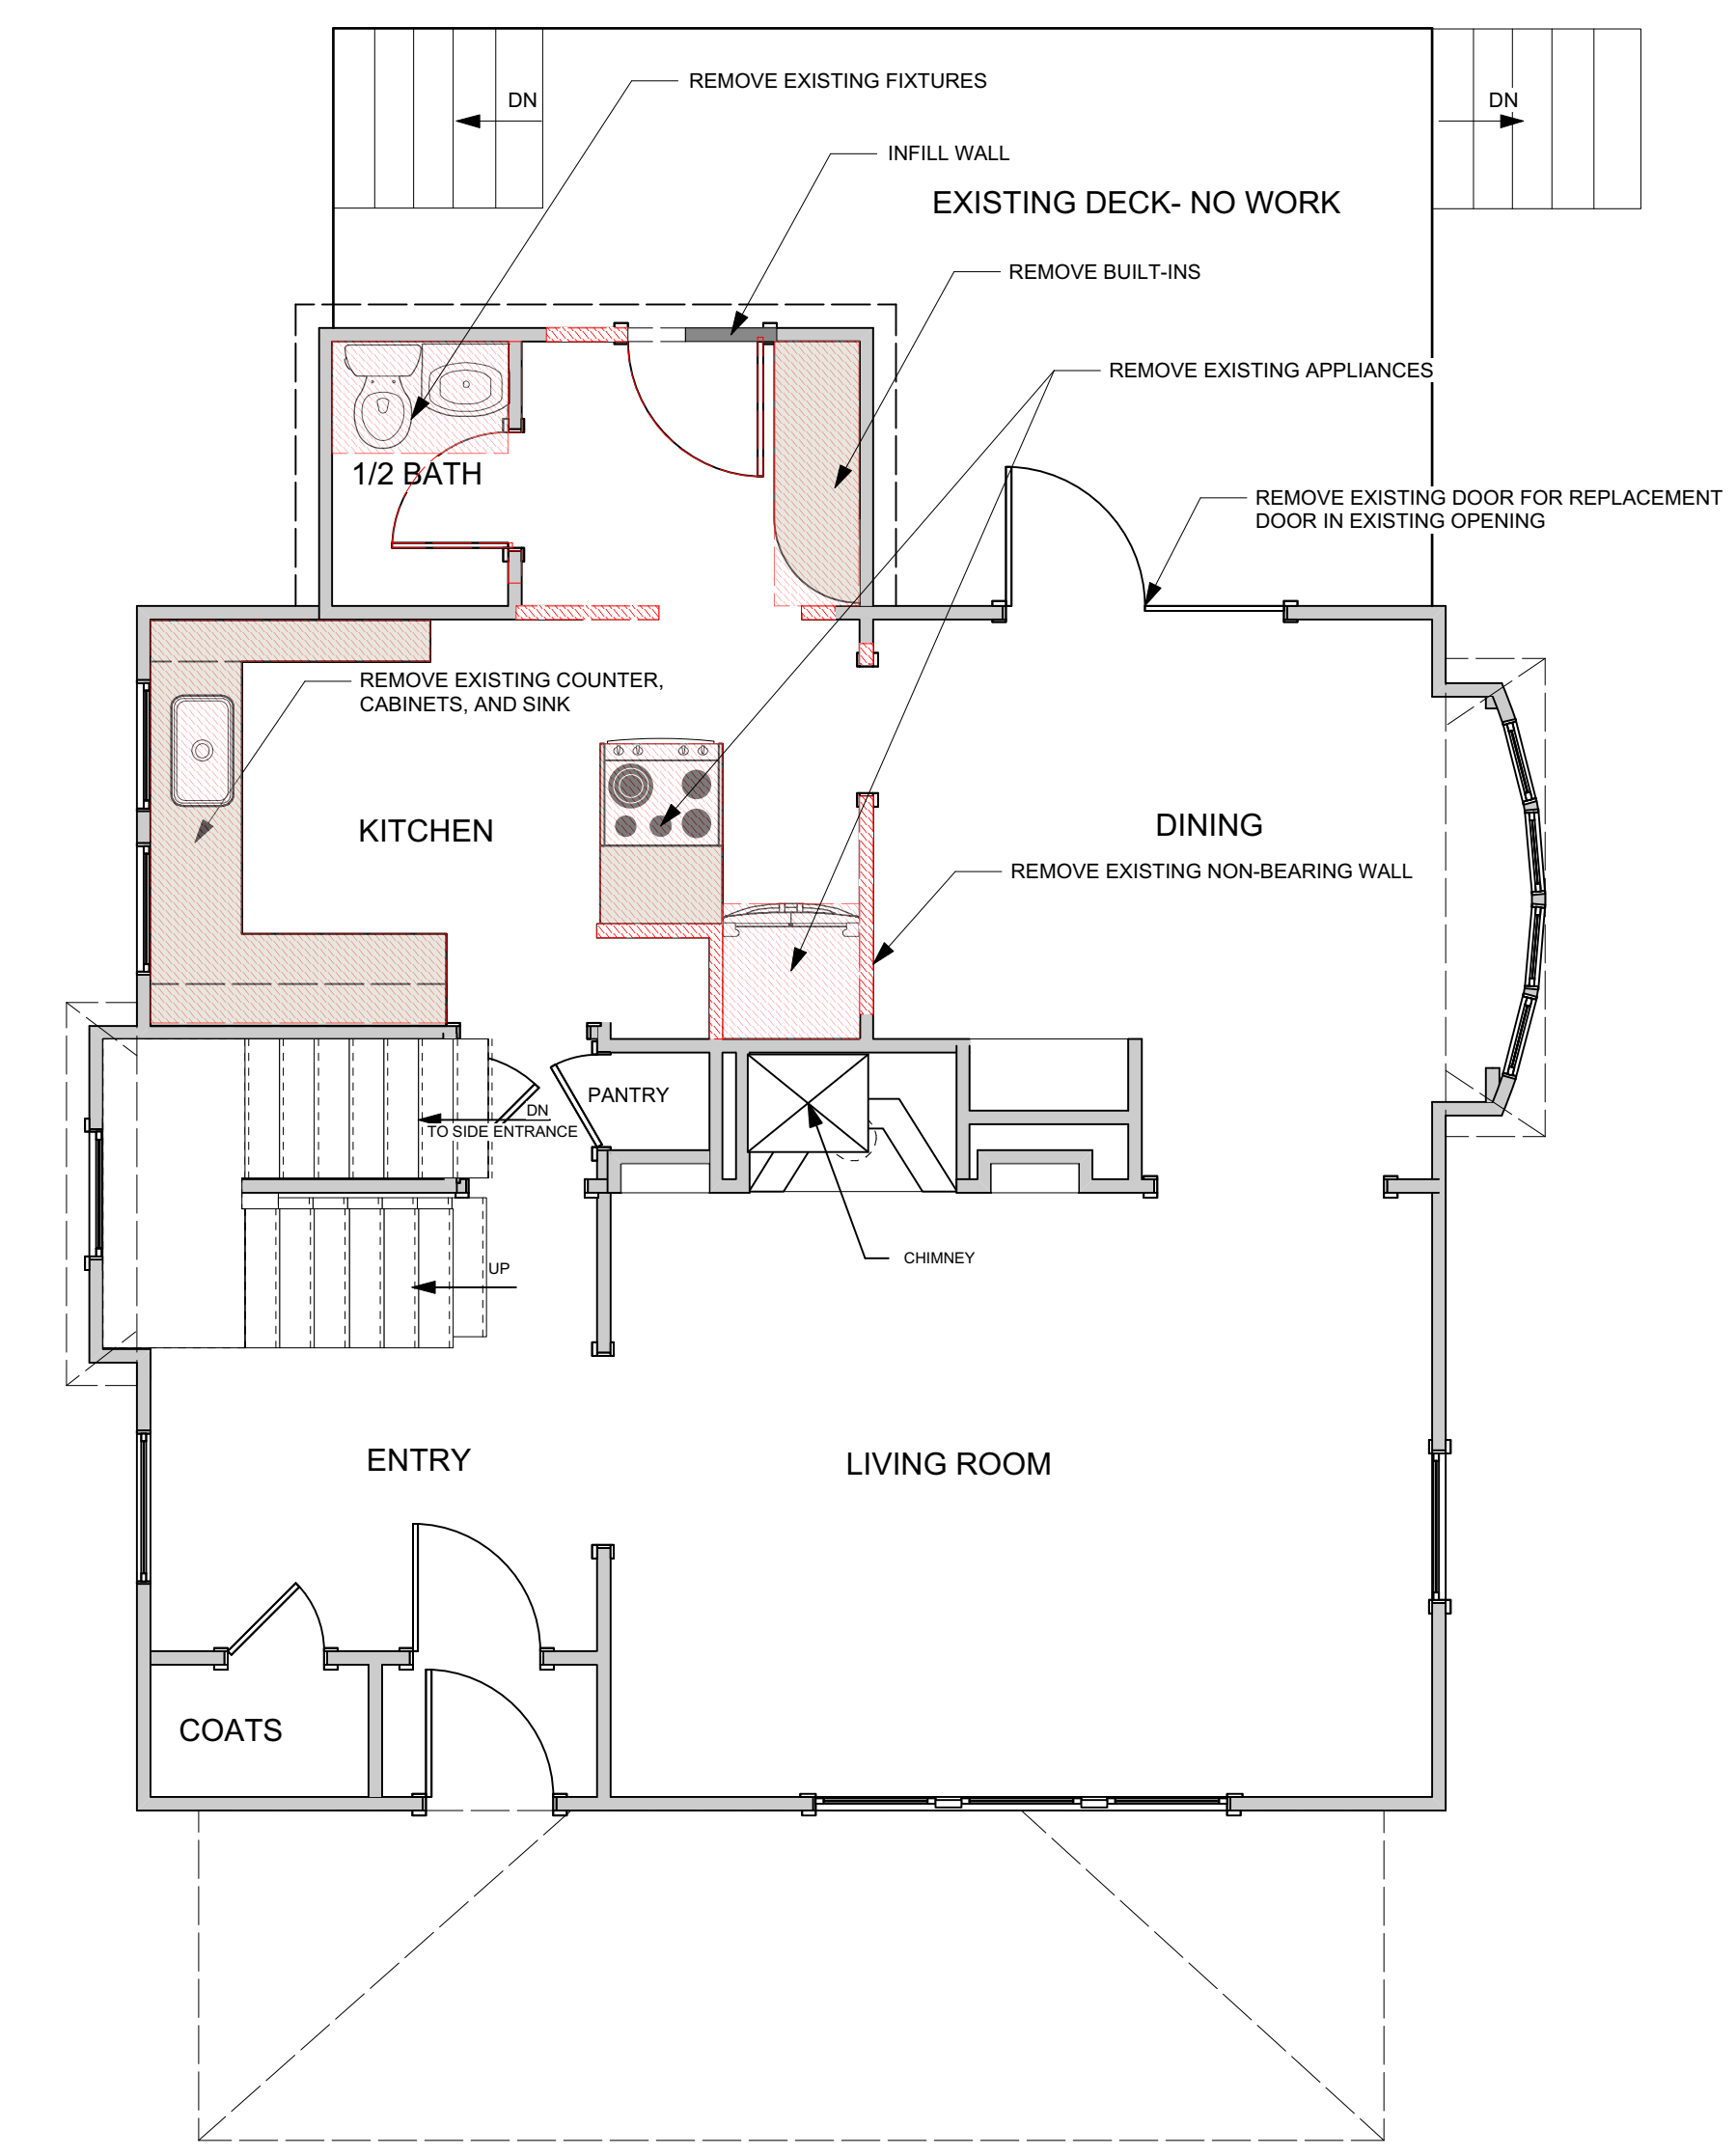 REMOVE EXISTING FIXTURES
DN
DN
INFILL WALL
EXISTING DECK- NO WORK
REMOVE BUILT-INS
REMOVE EXISTING APPLIANCES
1/2 BATH
REMOVE EXISTING DOOR FOR REPLACEMENT
DOOR IN EXISTING OPENING
REMOVE EXISTING COUNTER,
CABINETS, AND SINK
KITCHEN
DINING
REMOVE EXISTING NON-BEARING WALL
PANTRY
DN
TO SIDE ENTRANCE
CHIMNEY
UP
ENTRY
LIVING ROOM
COATS